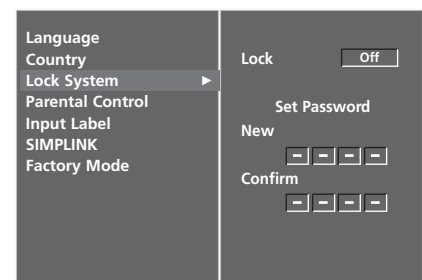 Language
Country
Lock System ►
Parental Control
Input Label
SIMPLINK
Factory Mode
Lock Off
Set Password
New
– – – –
Confirm
– – – –